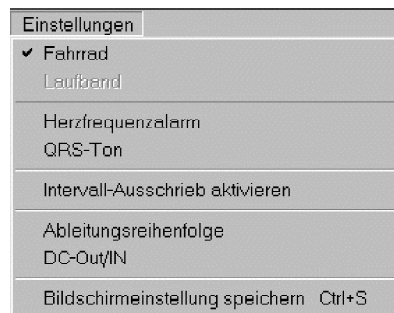 Einstellungen
Fahrrad
Laufband
Herzfrequenzalarm
QRS-Ton
Intervall-Ausschrieb aktivieren
Ableitungsreihenfolge
DC-Out/IN
Bildschirmeinstellung speichern Ctrl+S